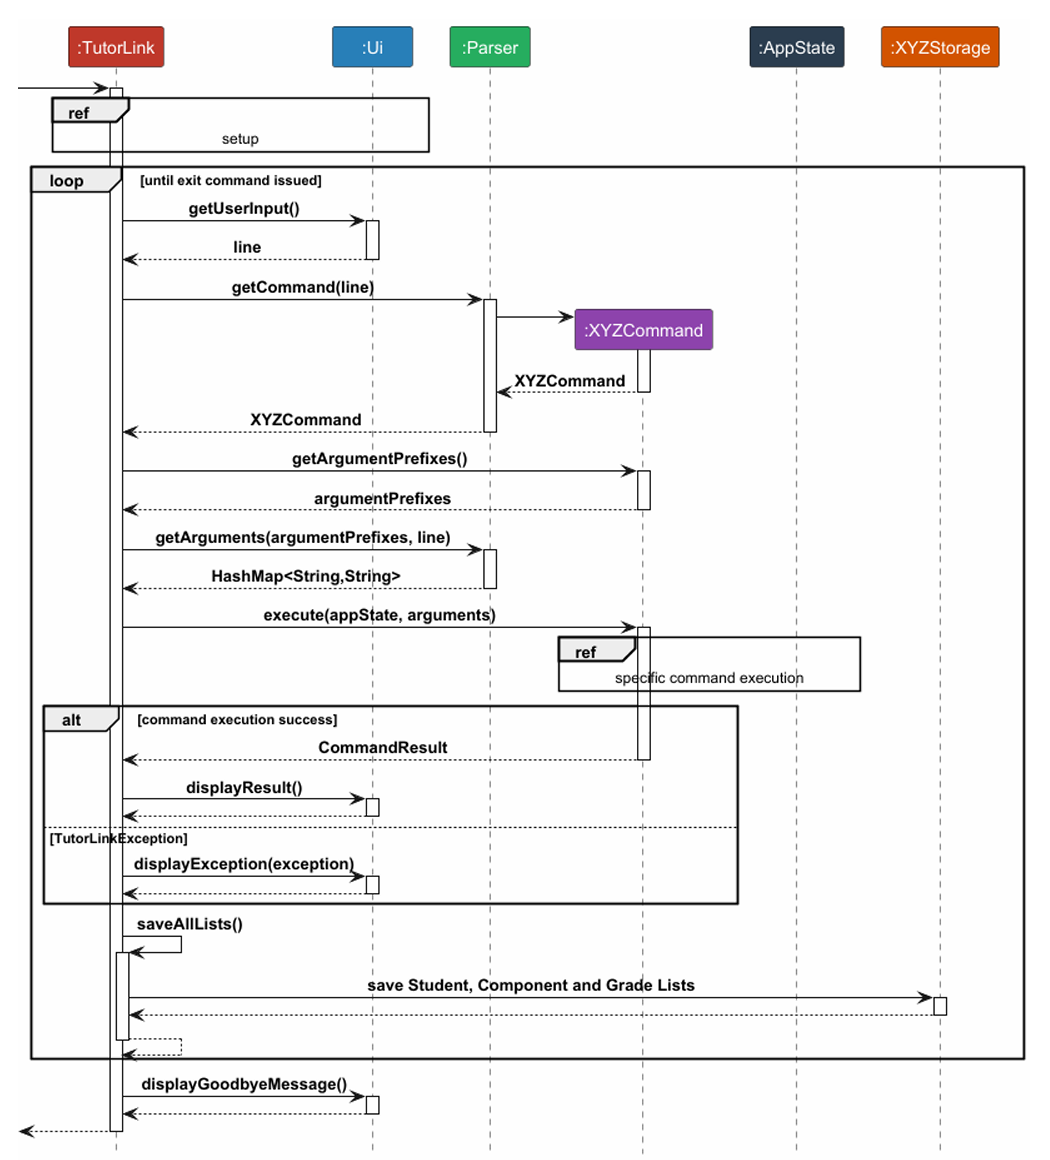 :TutorLink :Ui :Parser :AppState :XYZStorage
ref
setup
loop [until exit command issued]
getUserInput()
line
getCommand(line)
:XYZCommand
XYZCommand
XYZCommand
getArgumentPrefixes()
argumentPrefixes
getArguments(argumentPrefixes, line)
HashMap<String,String>
execute(appState, arguments)
ref
specific command execution
alt [command execution success]
CommandResult
displayResult()
[TutorLinkException]
displayException(exception)
saveAllLists()
save Student, Component and Grade Lists
displayGoodbyeMessage()